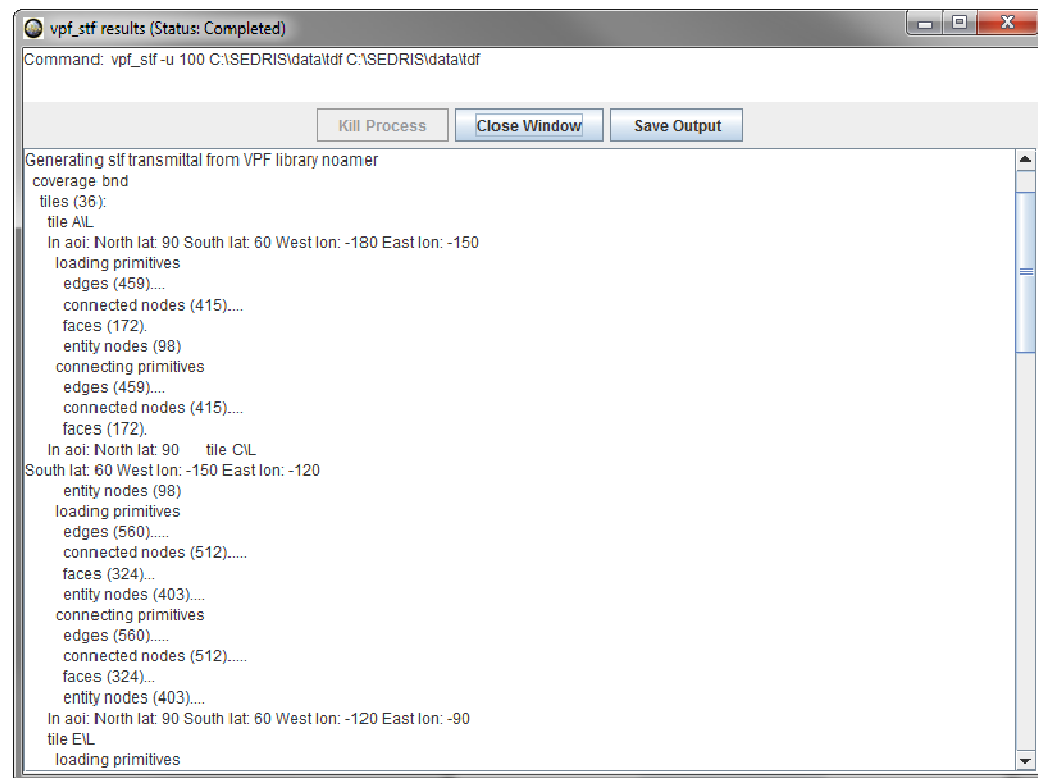 vpf_stf results (Status: Completed)
Command: vpf_stf -u 100 C:\SEDRIS\data\tdf C:\SEDRIS\data\tdf
Kill Process Close Window Save Output
Generating stf transmittal from VPF library noamer
coverage bnd
tiles (36):
tile A\L
In aoi: North lat: 90 South lat: 60 West lon: -180 East lon: -150
loading primitives
edges (459)....
connected nodes (415)....
faces (172).
entity nodes (98)
connecting primitives
edges (459)....
connected nodes (415)....
faces (172).
In aoi: North lat: 90 tile C\L
South lat: 60 West lon: -150 East lon: -120
entity nodes (98)
loading primitives
edges (560).....
connected nodes (512).....
faces (324)...
entity nodes (403)....
connecting primitives
edges (560).....
connected nodes (512).....
faces (324)...
entity nodes (403)....
In aoi: North lat: 90 South lat: 60 West lon: -120 East lon: -90
tile E\L
loading primitives